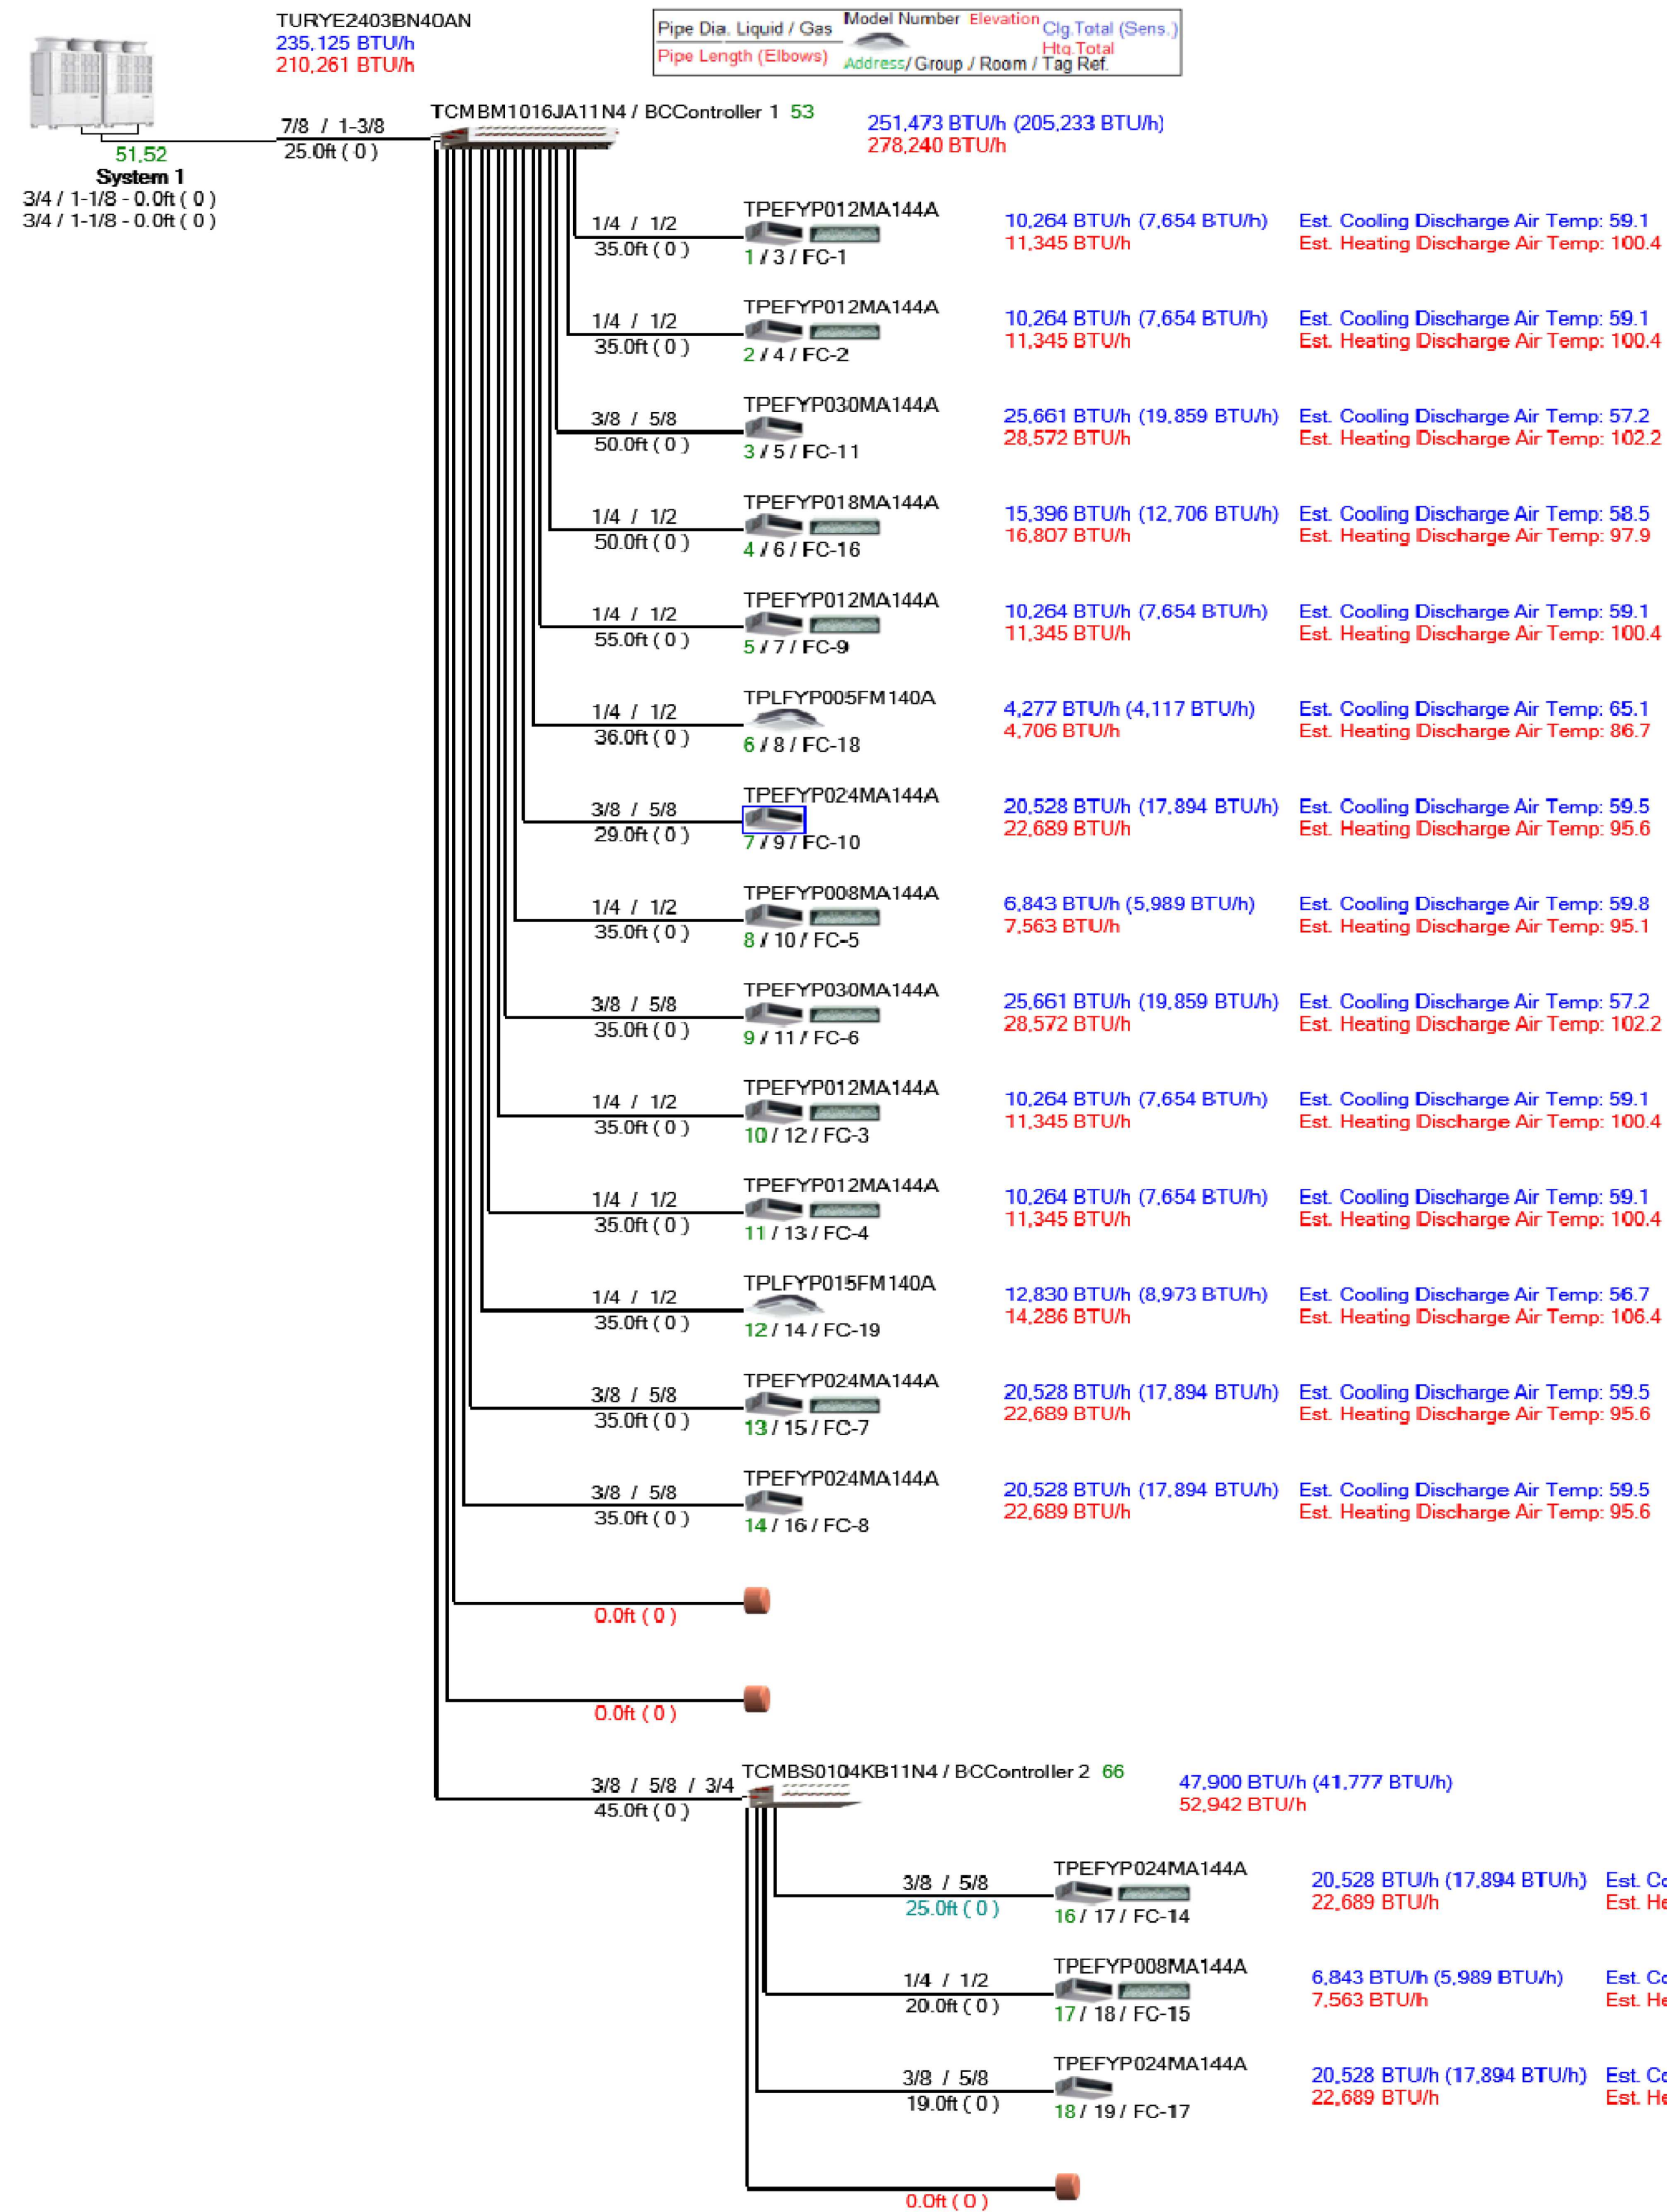 TURYE2403BN40AN
235,125 BTU/h
210,261 BTU/h
Pipe Dia. Liquid / Gas Model Number Elevation Clg.Total (Sens.)
Pipe Length (Elbows) Htg.Total
Address/ Group / Room / Tag Ref.
51,52
System 1
3/4 / 1-1/8 - 0.0ft ( 0 )
3/4 / 1-1/8 - 0.0ft ( 0 )
7/8 / 1-3/8
25.0ft ( 0 )
TCMBM1016JA11N4 / BCController 1 53
251,473 BTU/h (205,233 BTU/h)
278,240 BTU/h
TPEFYP012MA144A
1/4 / 1/2 10,264 BTU/h (7,654 BTU/h) Est. Cooling Discharge Air Temp: 59.1
35.0ft ( 0 ) 11,345 BTU/h Est. Heating Discharge Air Temp: 100.4
1 / 3 / FC-1
TPEFYP012MA144A
1/4 / 1/2 10,264 BTU/h (7,654 BTU/h) Est. Cooling Discharge Air Temp: 59.1
35.0ft ( 0 ) 11,345 BTU/h Est. Heating Discharge Air Temp: 100.4
2 / 4 / FC-2
TPEFYP030MA144A
3/8 / 5/8 25,661 BTU/h (19,859 BTU/h) Est. Cooling Discharge Air Temp: 57.2
50.0ft ( 0 ) 28,572 BTU/h Est. Heating Discharge Air Temp: 102.2
3 / 5 / FC-11
TPEFYP018MA144A
1/4 / 1/2 15,396 BTU/h (12,706 BTU/h) Est. Cooling Discharge Air Temp: 58.5
50.0ft ( 0 ) 16,807 BTU/h Est. Heating Discharge Air Temp: 97.9
4 / 6 / FC-16
TPEFYP012MA144A
1/4 / 1/2 10,264 BTU/h (7,654 BTU/h) Est. Cooling Discharge Air Temp: 59.1
55.0ft ( 0 ) 11,345 BTU/h Est. Heating Discharge Air Temp: 100.4
5 / 7 / FC-9
TPLFYP005FM140A
1/4 / 1/2 4,277 BTU/h (4,117 BTU/h) Est. Cooling Discharge Air Temp: 65.1
36.0ft ( 0 ) 4,706 BTU/h Est. Heating Discharge Air Temp: 86.7
6 / 8 / FC-18
TPEFYP024MA144A
3/8 / 5/8 20,528 BTU/h (17,894 BTU/h) Est. Cooling Discharge Air Temp: 59.5
29.0ft ( 0 ) 22,689 BTU/h Est. Heating Discharge Air Temp: 95.6
7 / 9 / FC-10
TPEFYP008MA144A
1/4 / 1/2 6,843 BTU/h (5,989 BTU/h) Est. Cooling Discharge Air Temp: 59.8
35.0ft ( 0 ) 7,563 BTU/h Est. Heating Discharge Air Temp: 95.1
8 / 10 / FC-5
TPEFYP030MA144A
3/8 / 5/8 25,661 BTU/h (19,859 BTU/h) Est. Cooling Discharge Air Temp: 57.2
35.0ft ( 0 ) 28,572 BTU/h Est. Heating Discharge Air Temp: 102.2
9 / 11 / FC-6
TPEFYP012MA144A
1/4 / 1/2 10,264 BTU/h (7,654 BTU/h) Est. Cooling Discharge Air Temp: 59.1
35.0ft ( 0 ) 11,345 BTU/h Est. Heating Discharge Air Temp: 100.4
10 / 12 / FC-3
TPEFYP012MA144A
1/4 / 1/2 10,264 BTU/h (7,654 BTU/h) Est. Cooling Discharge Air Temp: 59.1
35.0ft ( 0 ) 11,345 BTU/h Est. Heating Discharge Air Temp: 100.4
11 / 13 / FC-4
TPLFYP015FM140A
1/4 / 1/2 12,830 BTU/h (8,973 BTU/h) Est. Cooling Discharge Air Temp: 56.7
35.0ft ( 0 ) 14,286 BTU/h Est. Heating Discharge Air Temp: 106.4
12 / 14 / FC-19
TPEFYP024MA144A
3/8 / 5/8 20,528 BTU/h (17,894 BTU/h) Est. Cooling Discharge Air Temp: 59.5
35.0ft ( 0 ) 22,689 BTU/h Est. Heating Discharge Air Temp: 95.6
13 / 15 / FC-7
TPEFYP024MA144A
3/8 / 5/8 20,528 BTU/h (17,894 BTU/h) Est. Cooling Discharge Air Temp: 59.5
35.0ft ( 0 ) 22,689 BTU/h Est. Heating Discharge Air Temp: 95.6
14 / 16 / FC-8
0.0ft ( 0 )
0.0ft ( 0 )
TCMBS0104KB11N4 / BCController 2 66
3/8 / 5/8 / 3/4 47,900 BTU/h (41,777 BTU/h)
45.0ft ( 0 ) 52,942 BTU/h
TPEFYP024MA144A
3/8 / 5/8 20,528 BTU/h (17,894 BTU/h) Est. Co
25.0ft ( 0 ) 22,689 BTU/h Est. He
16 / 17 / FC-14
TPEFYP008MA144A
1/4 / 1/2 6,843 BTU/h (5,989 BTU/h) Est. Co
20.0ft ( 0 ) 7,563 BTU/h Est. He
17 / 18 / FC-15
TPEFYP024MA144A
3/8 / 5/8 20,528 BTU/h (17,894 BTU/h) Est. Co
19.0ft ( 0 ) 22,689 BTU/h Est. He
18 / 19 / FC-17
0.0ft ( 0 )